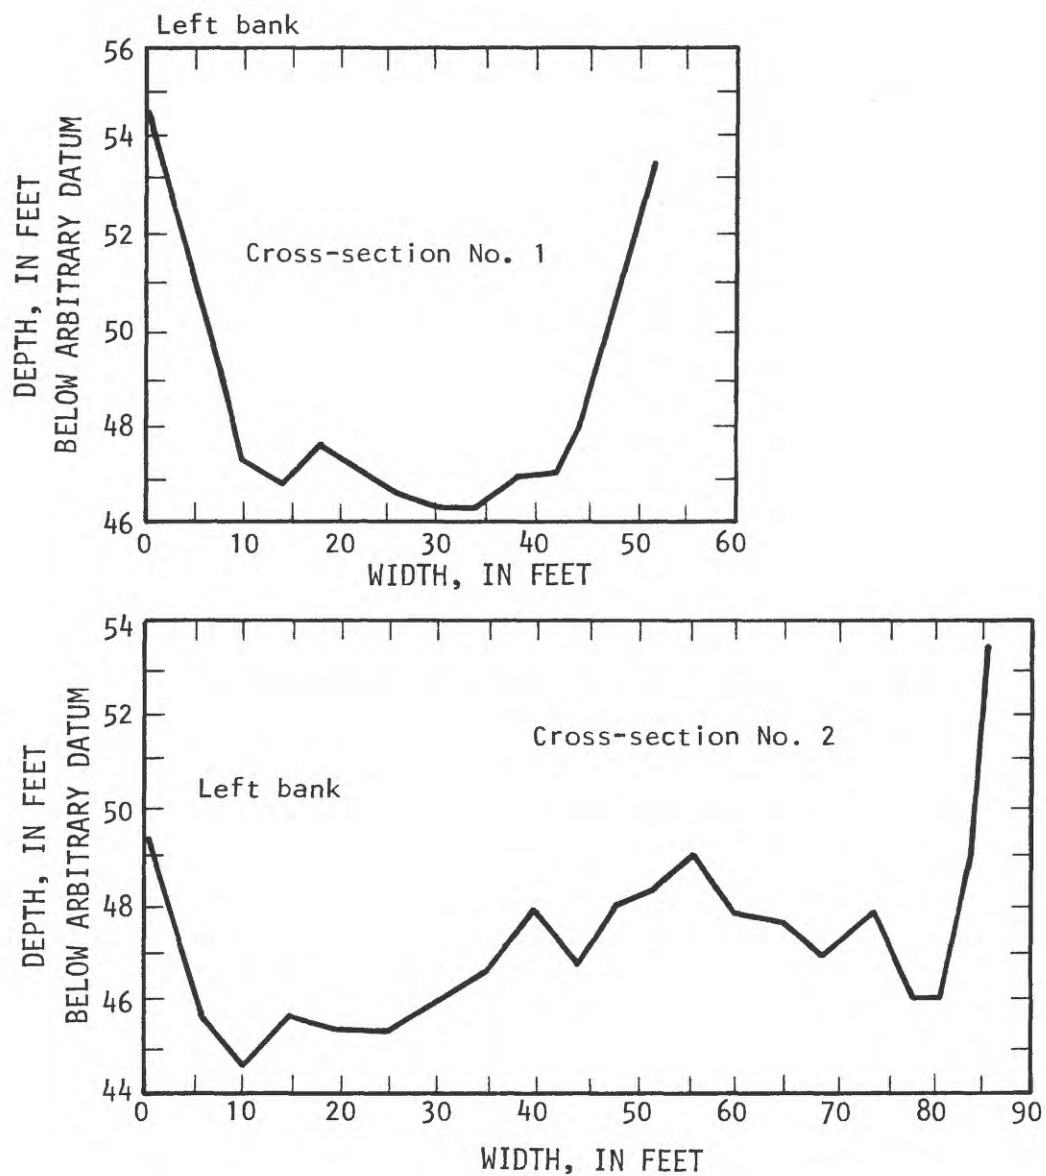 Left bank
56
54
52
50
48
46
DEPTH, IN FEET
BELOW ARBITRARY DATUM
Cross-section No. 1
0 10 20 30 40 50 60
WIDTH, IN FEET
54
52
50
48
46
44
DEPTH, IN FEET
BELOW ARBITRARY DATUM
Cross-section No. 2
Left bank
0 10 20 30 40 50 60 70 80 90
WIDTH, IN FEET